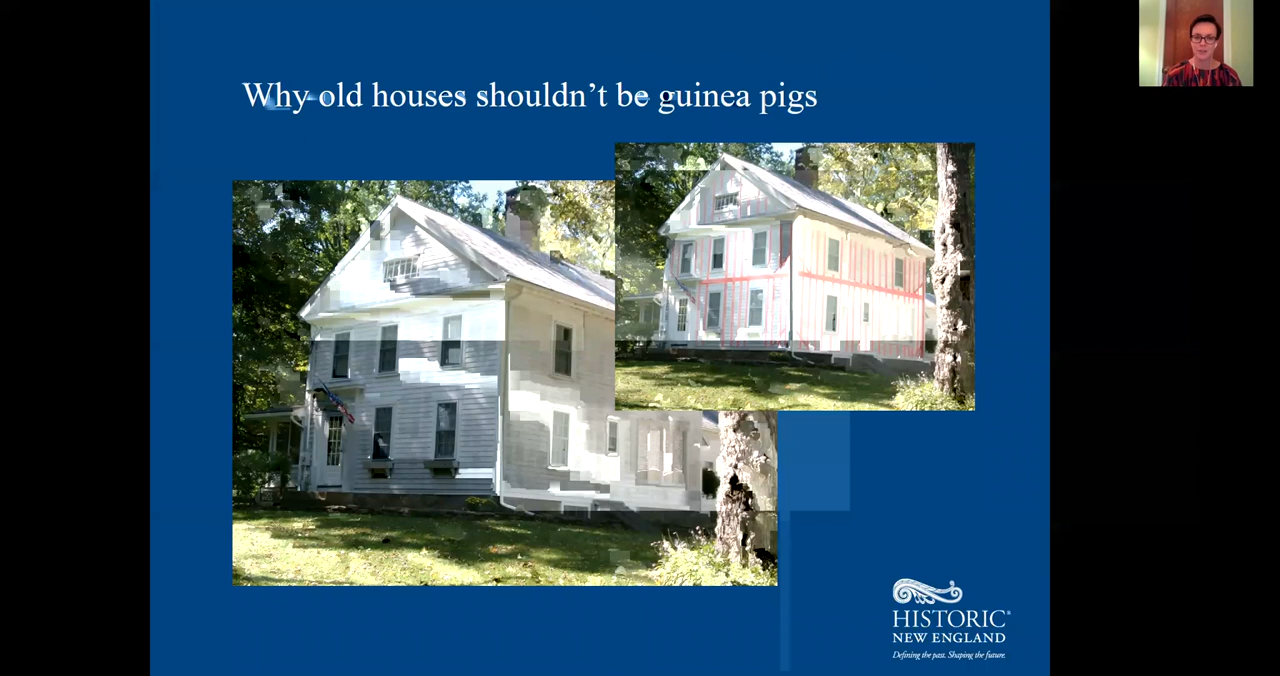 Why old houses shouldn’t be guinea pigs
HISTORIC®
NEW ENGLAND
Defining the past. Shaping the future.